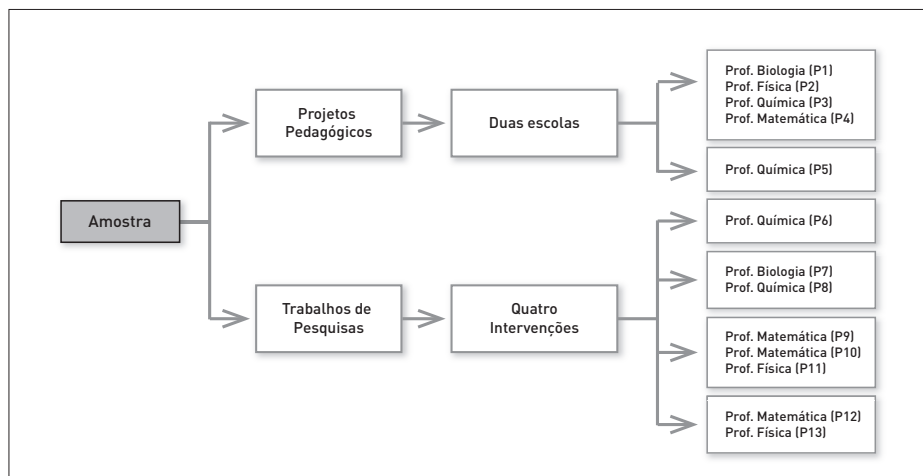 Amostra
Projetos
Pedagógicos
Duas escolas
Prof. Biologia (P1)
Prof. Física (P2)
Prof. Química (P3)
Prof. Matemática (P4)
Prof. Química (P5)
Trabalhos de
Pesquisas
Quatro
Intervenções
Prof. Química (P6)
Prof. Biologia (P7)
Prof. Química (P8)
Prof. Matemática (P9)
Prof. Matemática (P10)
Prof. Física (P11)
Prof. Matemática (P12)
Prof. Física (P13)